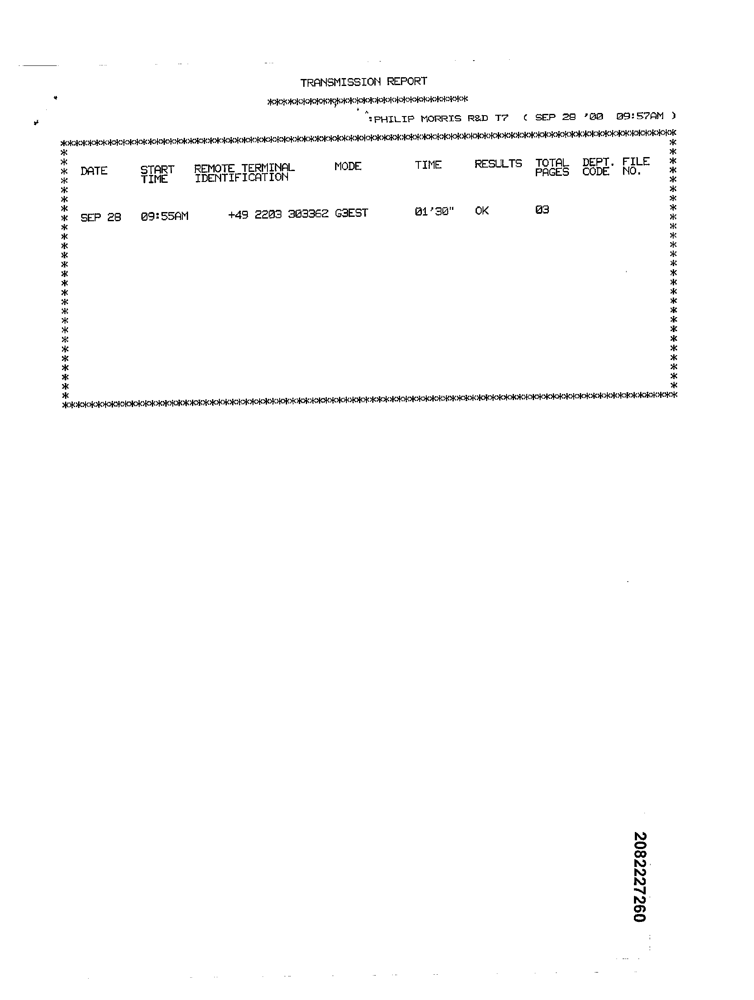 TRANSMISSION REPORT
********************************
:PHILIP MORRIS R&D T7 ( SEP 28 '00 09:57AM )
DATE START TIME REMOTE TERMINAL IDENTIFICATION MODE TIME RESULTS TOTAL PAGES DEPT. CODE FILE NO.
SEP 28 09:55AM +49 2203 303362 G3EST 01'30" OK 03
2082227260